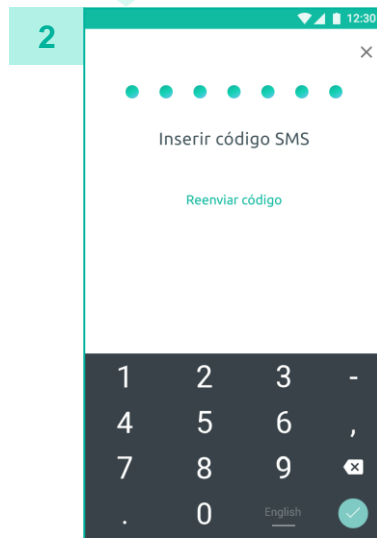 2
12:30
Inserir código SMS
Reenviar código
1 2 3 -
4 5 6 ,
7 8 9
. 0 English